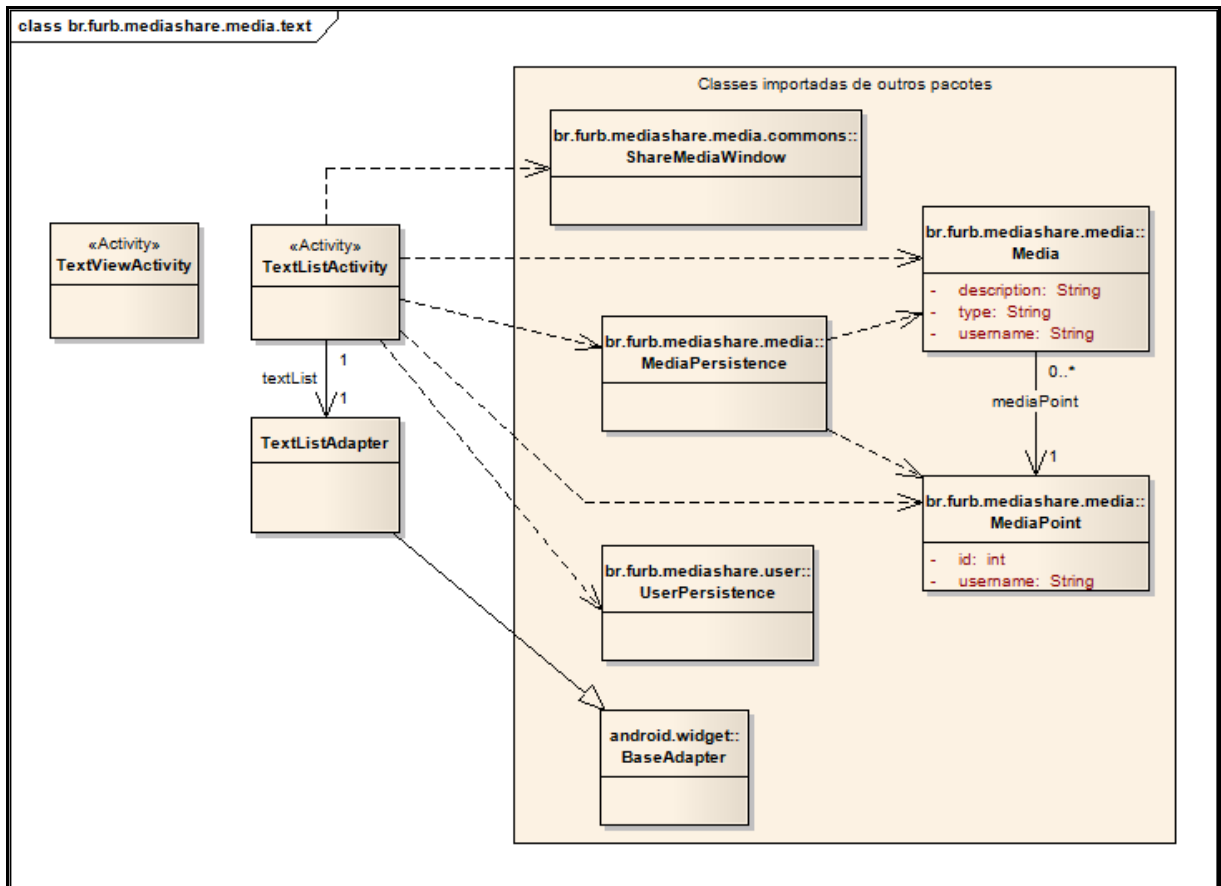 class br.furb.mediashare.media.text
Classes importadas de outros pacotes
br.furb.mediashare.media.commons::
ShareMediaWindow
«Activity»
TextViewActivity
«Activity»
TextListActivity
br.furb.mediashare.media::
Media
- description: String
- type: String
- username: String
br.furb.mediashare.media::
MediaPersistence
1
textList
1
0..*
mediaPoint
1
TextListAdapter
br.furb.mediashare.media::
MediaPoint
- id: int
- username: String
br.furb.mediashare.user::
UserPersistence
android.widget::
BaseAdapter